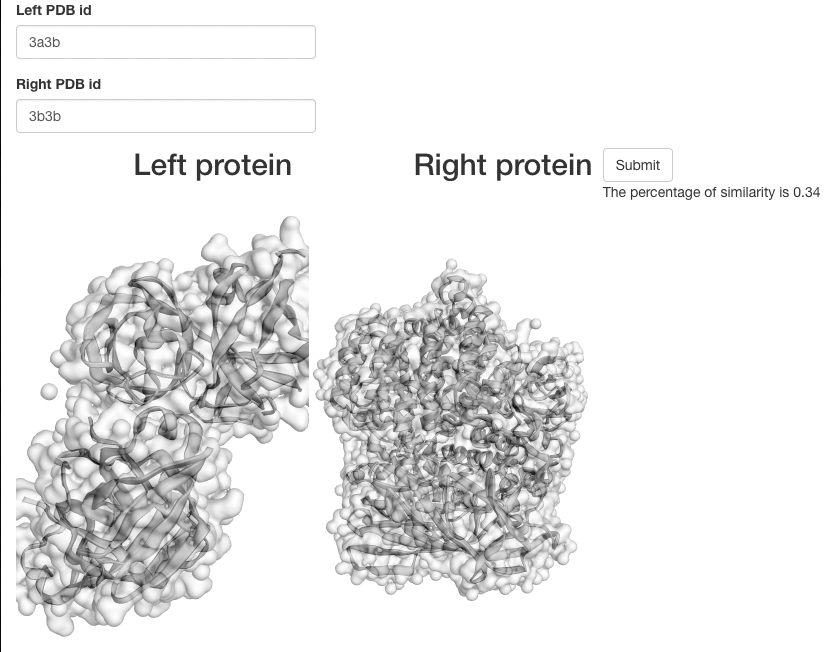 Left PDB id
3a3b
Right PDB id
3b3b
Left protein
Right protein
Submit
The percentage of similarity is 0.34